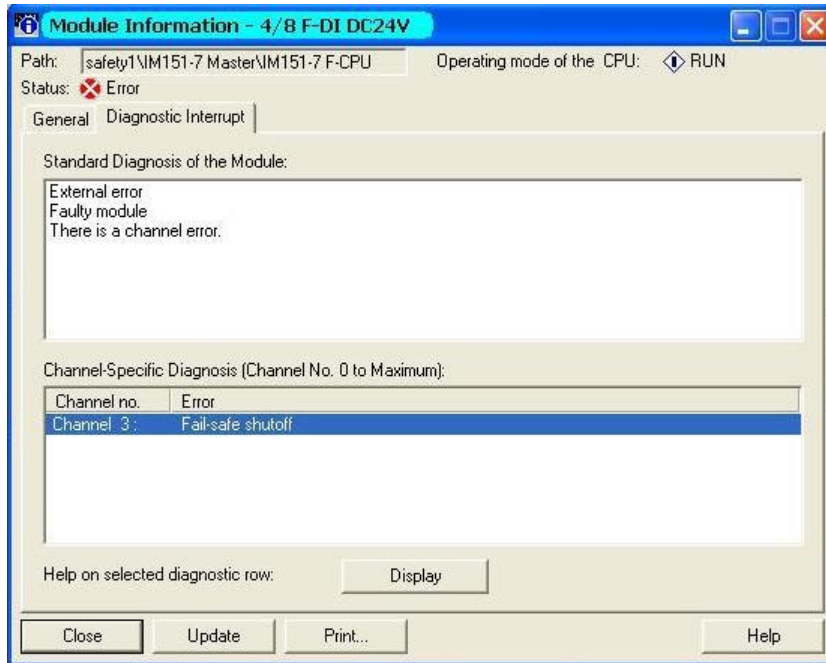 Module Information - 4/8 F-DI DC24V
Path: safety1\IM151-7 Master\IM151-7 F-CPU Operating mode of the CPU: RUN
Status: Error
General Diagnostic Interrupt
Standard Diagnosis of the Module:
External error
Faulty module
There is a channel error.
Channel-Specific Diagnosis (Channel No. 0 to Maximum):
Channel no. Error
Channel 3 : Fail-safe shutoff
Help on selected diagnostic row: Display
Close Update Print... Help